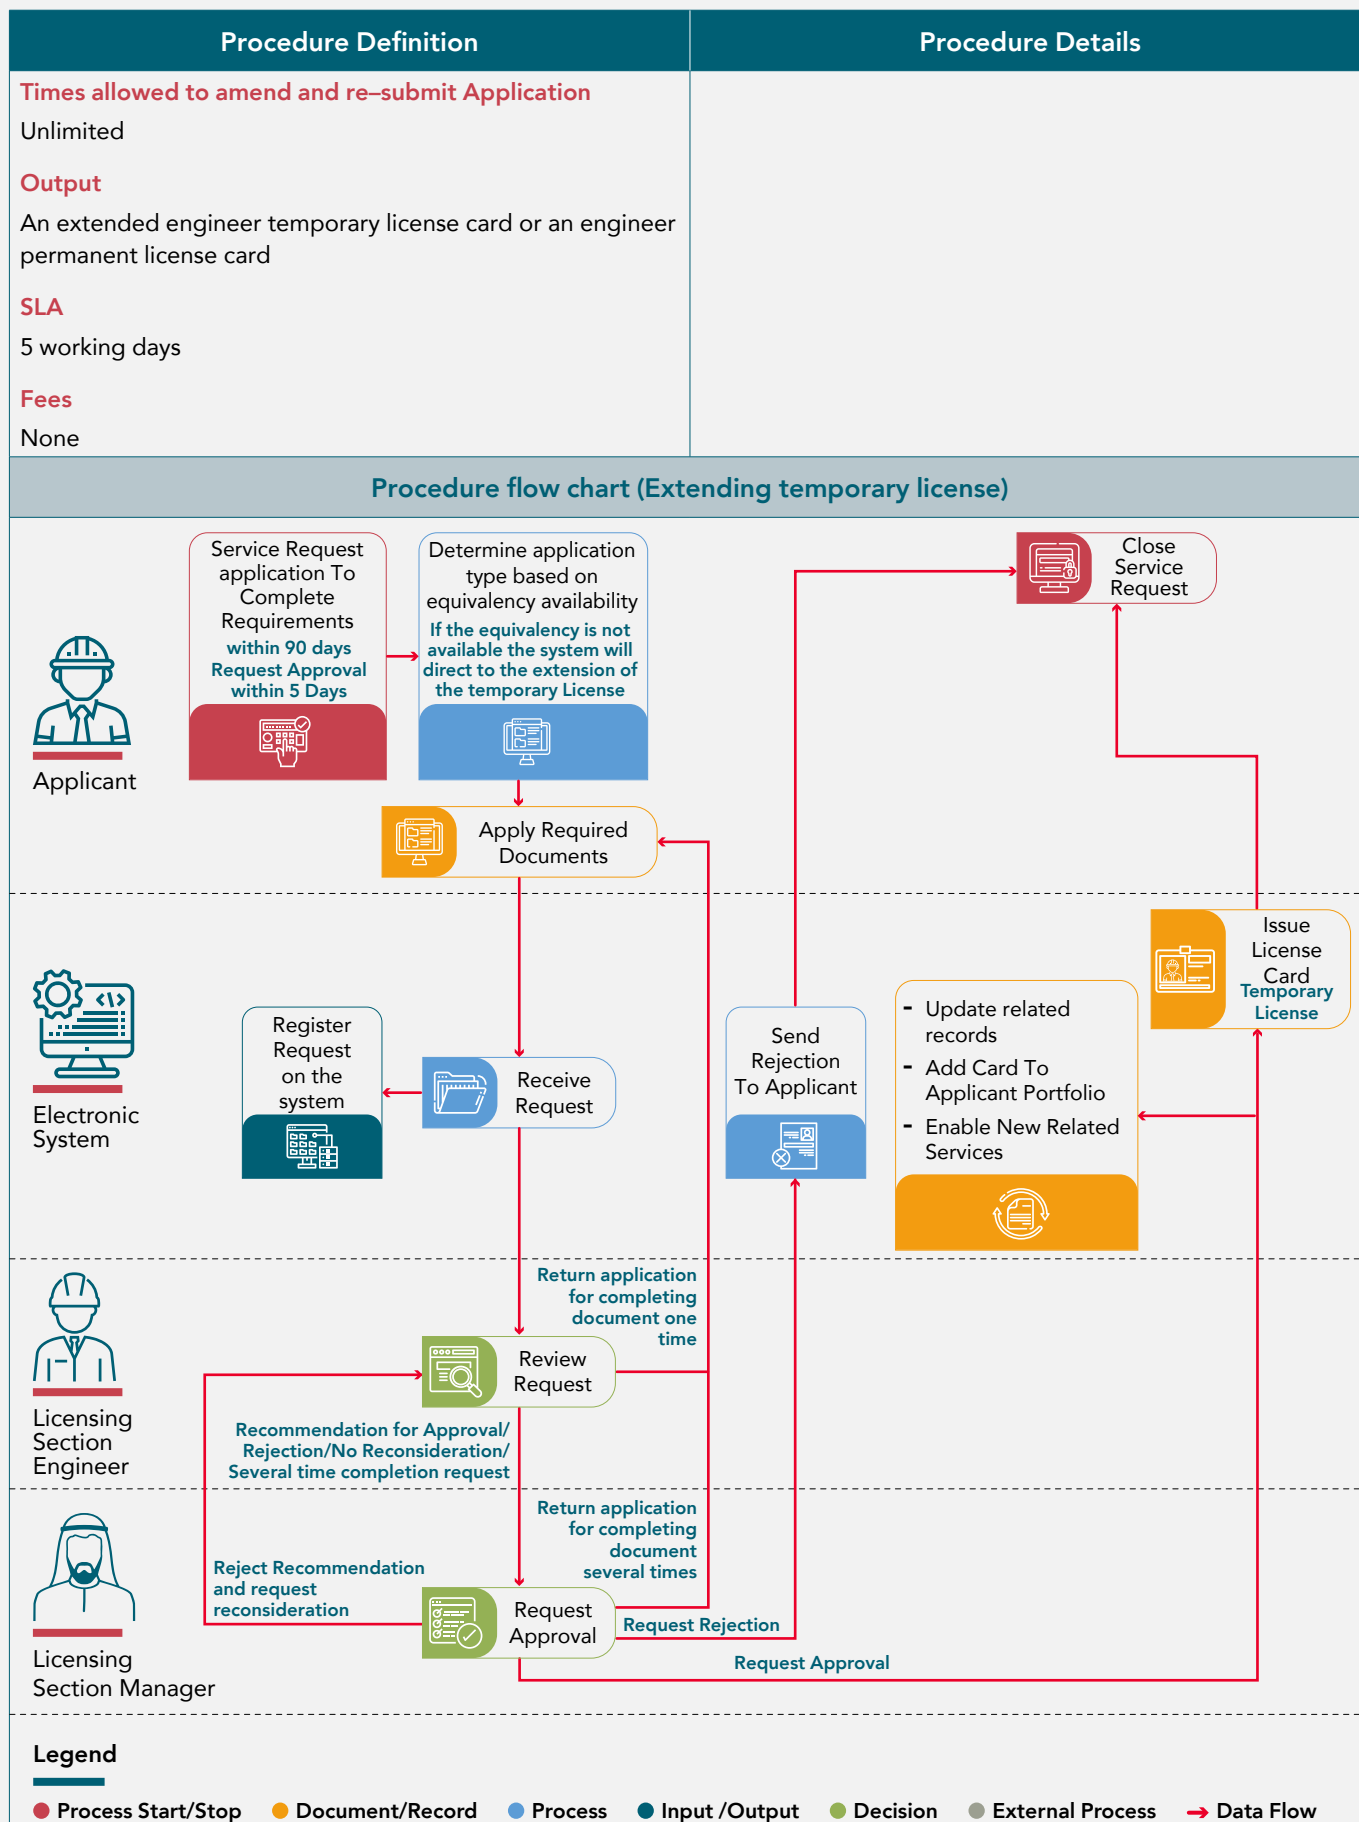 Procedure Definition
Procedure Details
Times allowed to amend and re–submit Application
Unlimited
Output
An extended engineer temporary license card or an engineer
permanent license card
SLA
5 working days
Fees
None
Procedure flow chart (Extending temporary license)
Applicant
Service Request
application To
Complete
Requirements
within 90 days
Request Approval
within 5 Days
Determine application
type based on
equivalency availability
If the equivalency is not
available the system will
direct to the extension of
the temporary License
Close
Service
Request
Apply Required
Documents
Electronic
System
Register
Request
on the
system
Receive
Request
Send
Rejection
To Applicant
- Update related
records
- Add Card To
Applicant Portfolio
- Enable New Related
Services
Issue
License
Card
Temporary
License
Licensing
Section
Engineer
Return application
for completing
document one
time
Review
Request
Recommendation for Approval/
Rejection/No Reconsideration/
Several time completion request
Licensing
Section Manager
Return application
for completing
document
several times
Reject Recommendation
and request
reconsideration
Request
Approval
Request Rejection
Request Approval
Legend
Process Start/Stop
Document/Record
Process
Input /Output
Decision
External Process
Data Flow